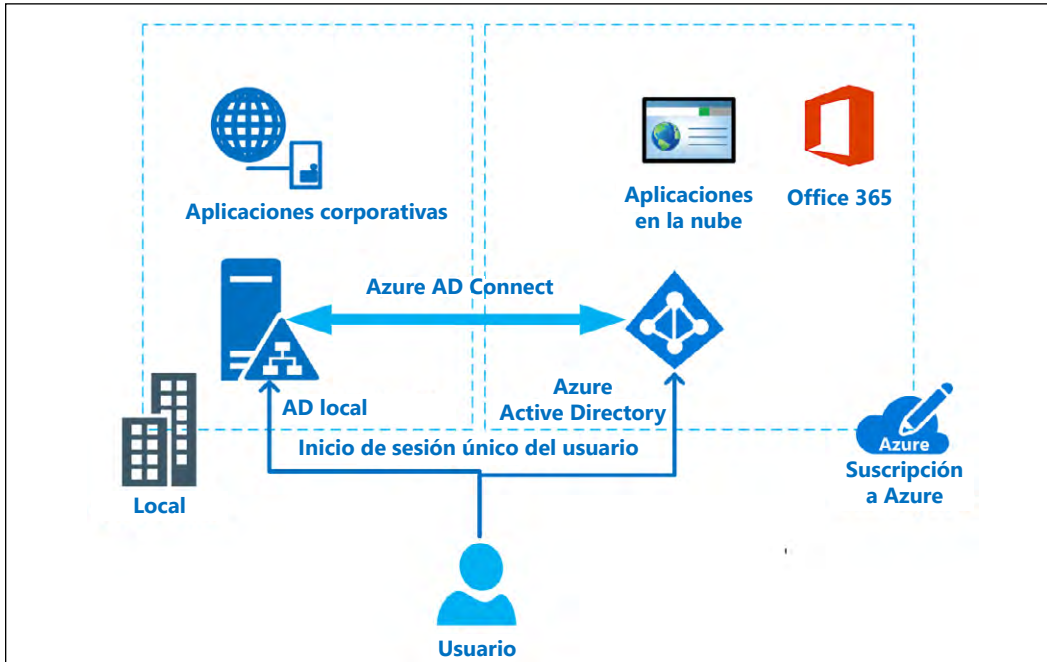 Aplicaciones corporativas
Aplicaciones
en la nube
Office 365
Azure AD Connect
AD local
Azure
Active Directory
Inicio de sesión único del usuario
Local
Azure
Suscripción
a Azure
Usuario